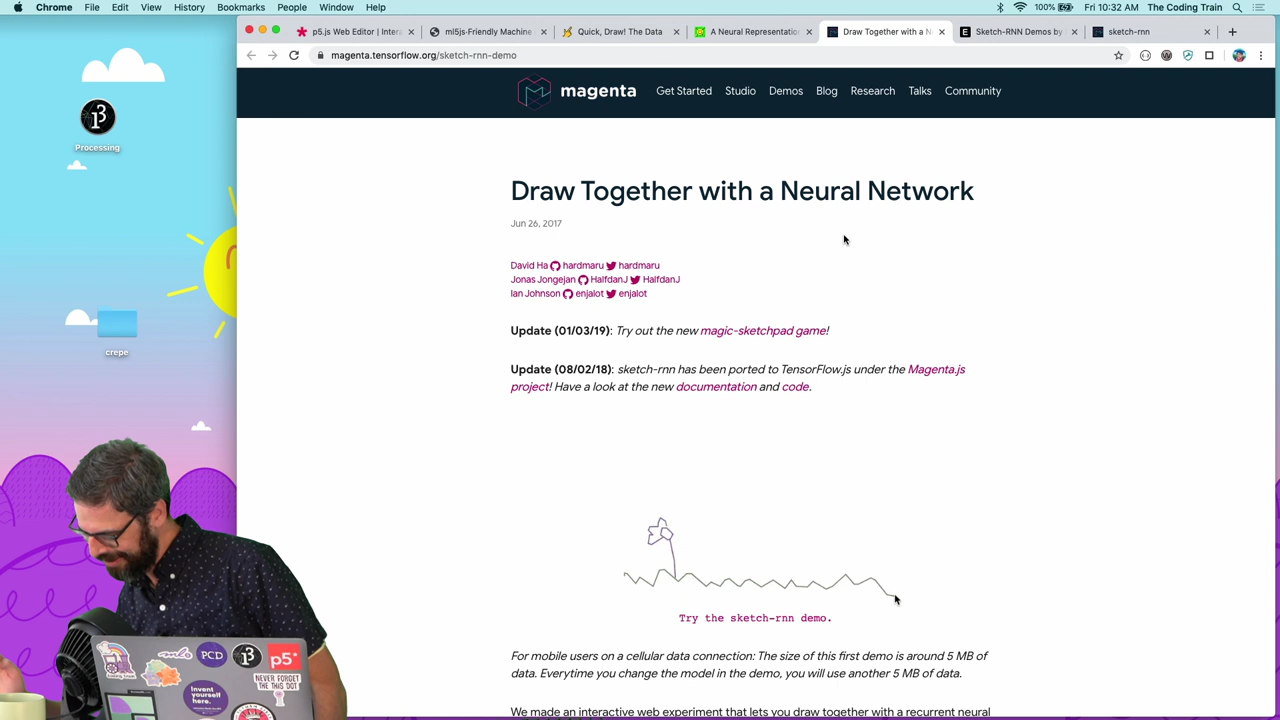 Chrome File Edit View History Bookmarks People Window Help 100% Fri 10:32 AM The Coding Train
p5.js Web Editor | Intera ml5js·Friendly Machine Quick, Draw! The Data A Neural Representation Draw Together with a N Sketch-RNN Demos by sketch-rnn
magenta.tensorflow.org/sketch-rnn-demo
magenta Get Started Studio Demos Blog Research Talks Community
Processing
Draw Together with a Neural Network
Jun 26, 2017
David Ha hardmaru hardmaru
Jonas Jongejan HalfdanJ HalfdanJ
Ian Johnson enjalot enjalot
Update (01/03/19): Try out the new magic-sketchpad game!
crepe
Update (08/02/18): sketch-rnn has been ported to TensorFlow.js under the Magenta.js
project! Have a look at the new documentation and code.
Try the sketch-rnn demo.
For mobile users on a cellular data connection: The size of this first demo is around 5 MB of
data. Everytime you change the model in the demo, you will use another 5 MB of data.
We made an interactive web experiment that lets you draw together with a recurrent neural
PCD
p5*
NEVER FORGET
THE THIS DOT
Invent
yourself
here.